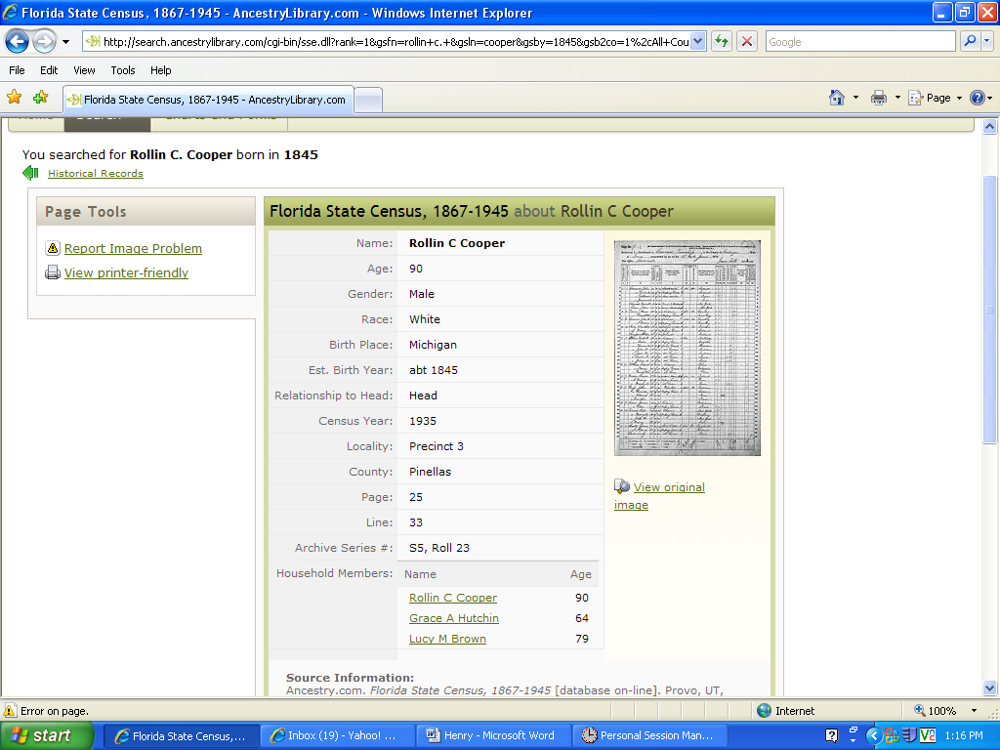 Florida State Census, 1867-1945 - AncestryLibrary.com - Windows Internet Explorer
http://search.ancestrylibrary.com/cgi-bin/sse.dll?rank=1&gsfn=rollin+c.+&gsln=cooper&gsby=1845&gsb2co=1%2cAll+Cou
Google
File Edit View Tools Help
Florida State Census, 1867-1945 - AncestryLibrary.com
Page
You searched for Rollin C. Cooper born in 1845
Historical Records
Page Tools
Report Image Problem
View printer-friendly
Florida State Census, 1867-1945 about Rollin C Cooper
Name: Rollin C Cooper
Age: 90
Gender: Male
Race: White
Birth Place: Michigan
Est. Birth Year: abt 1845
Relationship to Head: Head
Census Year: 1935
Locality: Precinct 3
County: Pinellas
Page: 25
Line: 33
Archive Series #: S5, Roll 23
Household Members: Name Age
Rollin C Cooper 90
Grace A Hutchin 64
Lucy M Brown 79
View original
image
Source Information:
Ancestry.com. Florida State Census, 1867-1945 [database on-line]. Provo, UT,
Error on page.
Internet
100%
start
Florida State Census,...
Inbox (19) - Yahoo! ...
Henry - Microsoft Word
Personal Session Man...
1:16 PM